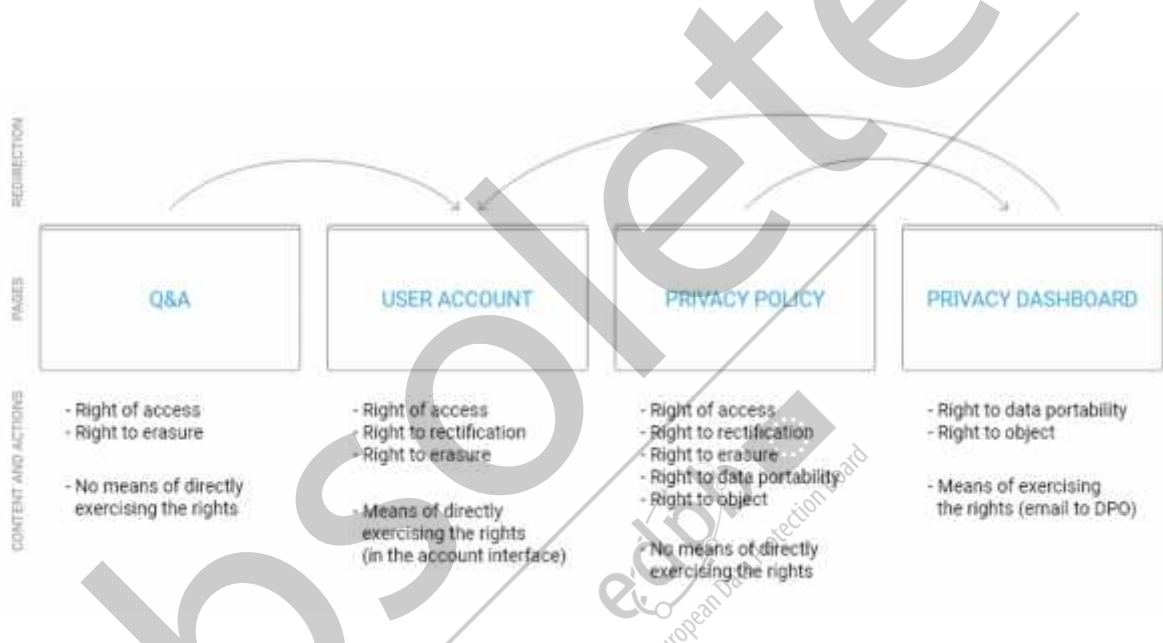 REDIRECTION
PAGES
Q&A
USER ACCOUNT
PRIVACY POLICY
PRIVACY DASHBOARD
CONTENT AND ACTIONS
- Right of access
- Right to erasure
- No means of directly
exercising the rights
- Right of access
- Right to rectification
- Right to erasure
- Means of directly
exercising the rights
(in the account interface)
- Right of access
- Right to rectification
- Right to erasure
- Right to data portability
- Right to object
- No means of directly
exercising the rights
- Right to data portability
- Right to object
- Means of exercising
the rights (email to DPO)
bsolete
edpb
European Data Protection Board